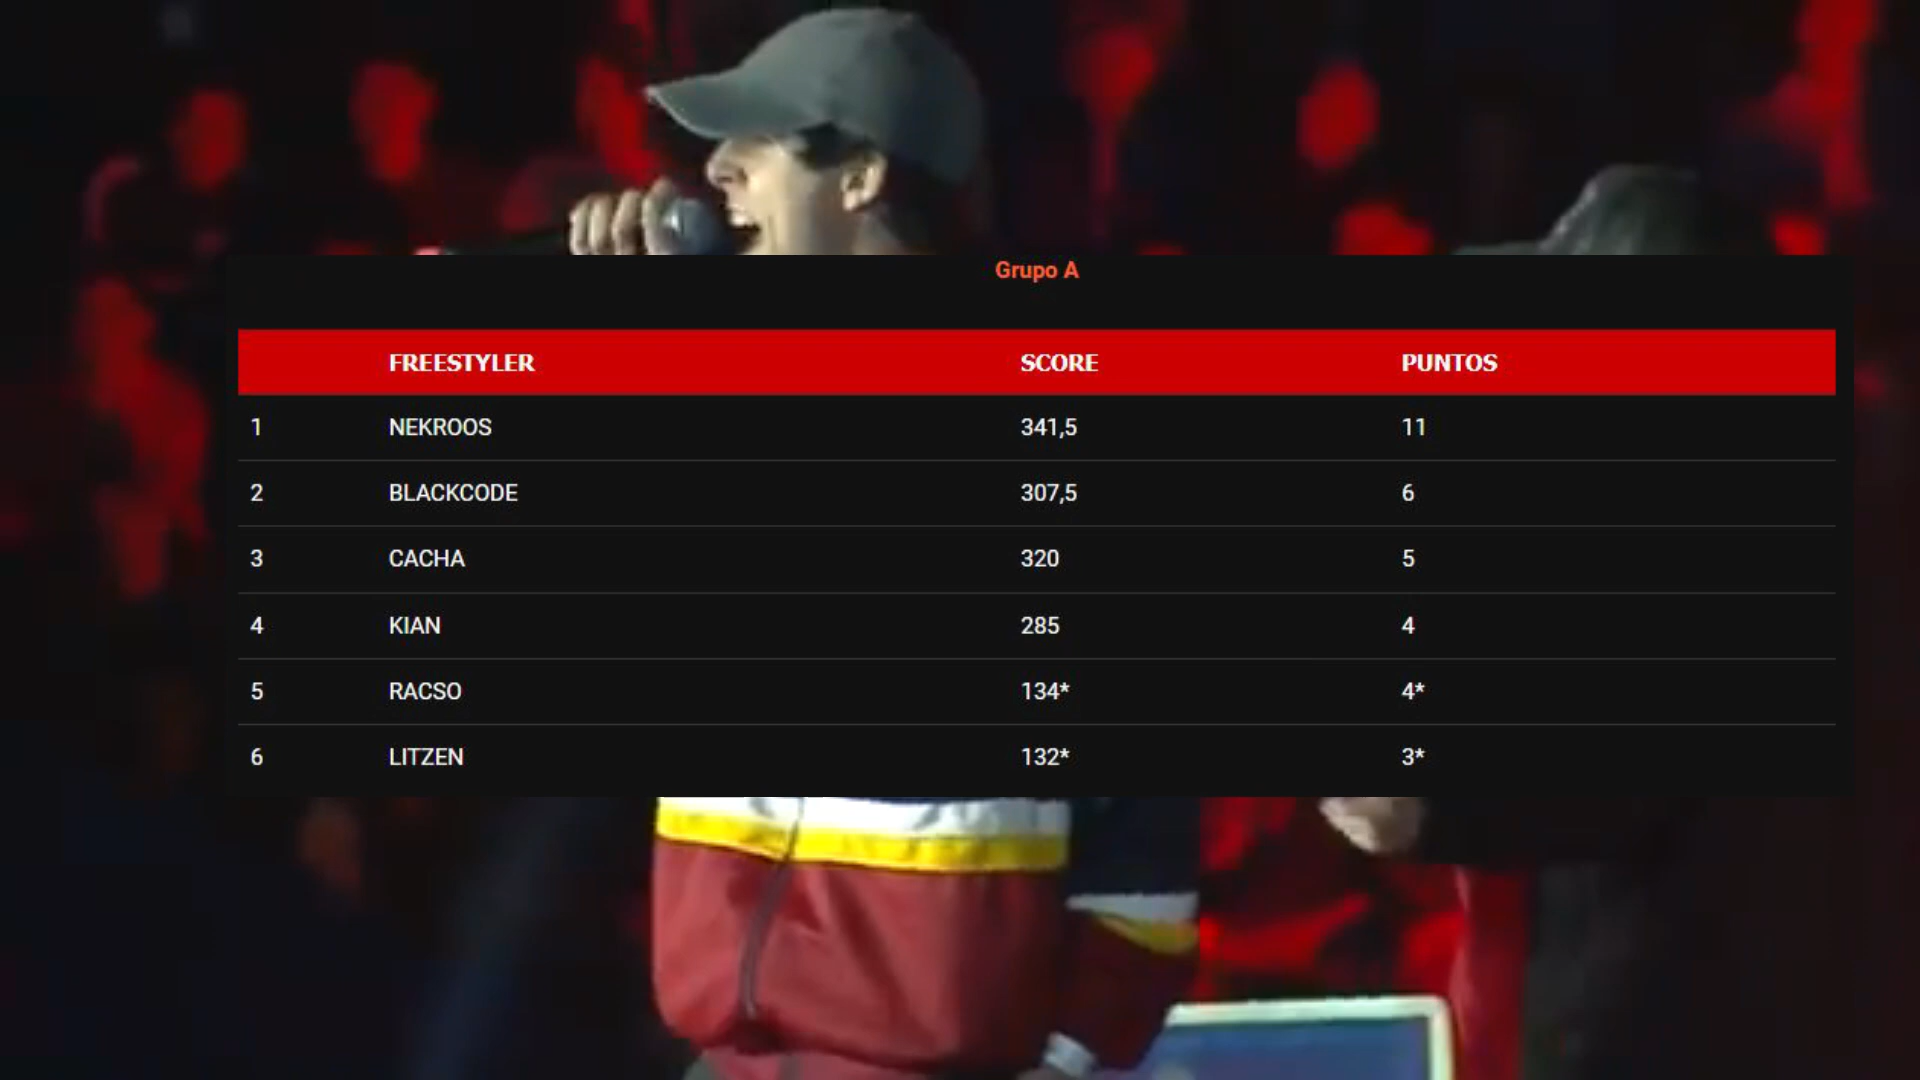 Grupo A
FREESTYLER SCORE PUNTOS
1 NEKROOS 341,5 11
2 BLACKCODE 307,5 6
3 CACHA 320 5
4 KIAN 285 4
5 RACSO 134* 4*
6 LITZEN 132* 3*